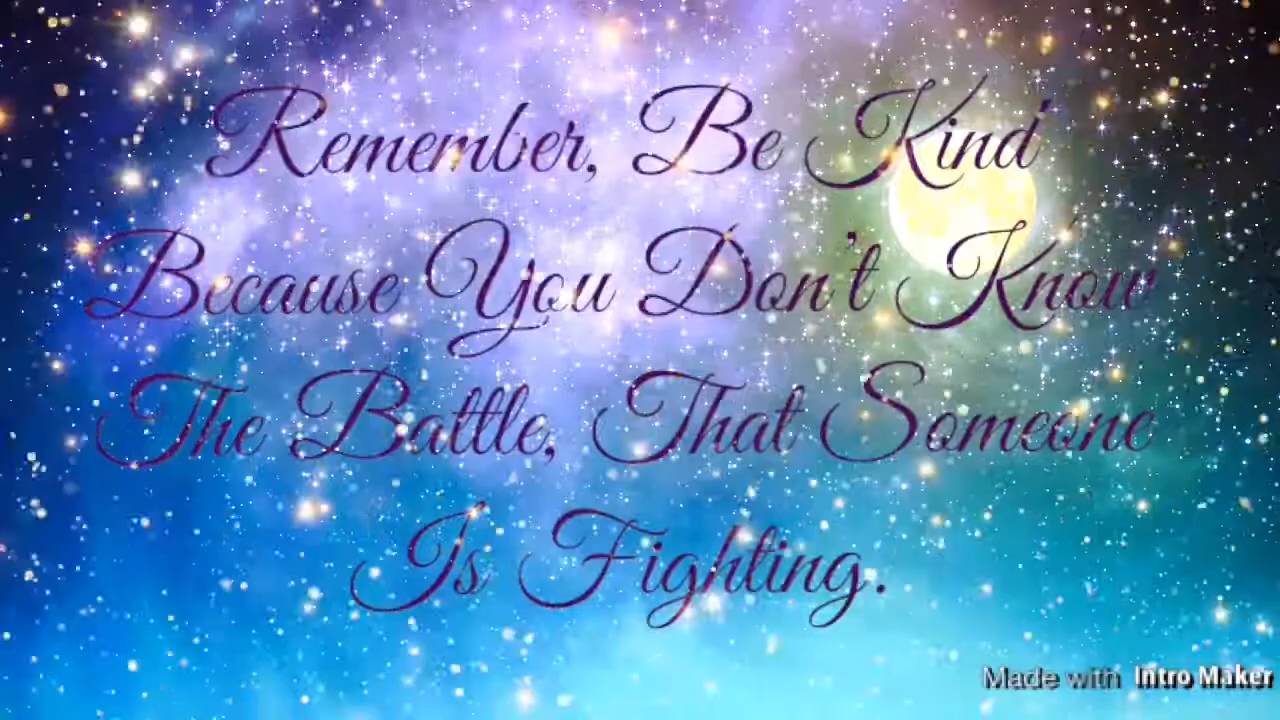 Remember, Be Kind
Because You Don't Know
The Battle, That Someone
Is Fighting.
Made with Intro Maker